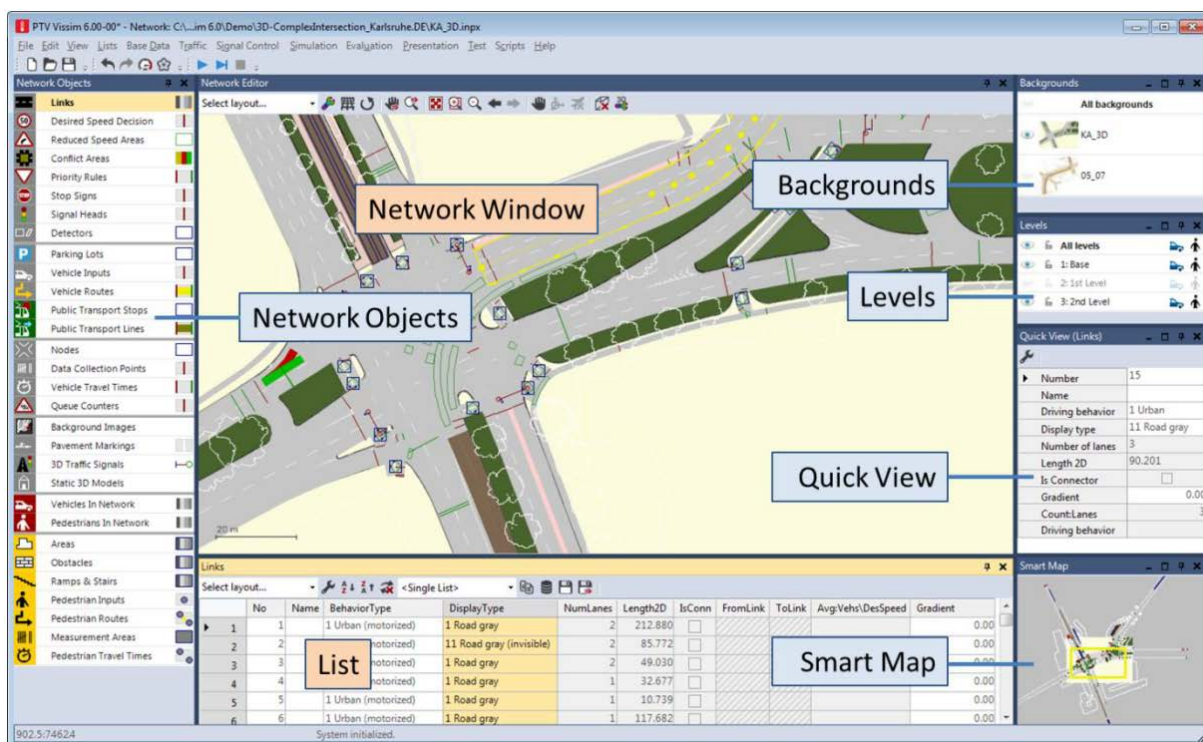 PTV Vissim 6.00-00* - Network: C:\...im 6.0\Demo\3D-ComplexIntersection_Karlsruhe.DE\KA_3D.inpx
File Edit View Lists Base Data Traffic Signal Control Simulation Evaluation Presentation Test Scripts Help
Network Objects
Links
Desired Speed Decision
Reduced Speed Areas
Conflict Areas
Priority Rules
Stop Signs
Signal Heads
Detectors
Parking Lots
Vehicle Inputs
Vehicle Routes
Public Transport Stops
Public Transport Lines
Nodes
Data Collection Points
Vehicle Travel Times
Queue Counters
Background Images
Pavement Markings
3D Traffic Signals
Static 3D Models
Vehicles In Network
Pedestrians In Network
Areas
Obstacles
Ramps & Stairs
Pedestrian Inputs
Pedestrian Routes
Measurement Areas
Pedestrian Travel Times
Network Editor
Select layout...
Network Window
Network Objects
Backgrounds
Levels
Quick View
20 m
Links
Select layout... <Single List>
No Name BehaviorType DisplayType NumLanes Length2D IsConn FromLink ToLink Avg:Vehs\DesSpeed Gradient
1 1 1 Urban (motorized) 1 Road gray 2 212.880 0.00
2 2 (motorized) 11 Road gray (invisible) 2 85.772 0.00
3 3 (motorized) 1 Road gray 2 49.030 0.00
4 4 (motorized) 1 Road gray 1 32.677 0.00
5 5 1 Urban (motorized) 1 Road gray 1 10.739 0.00
6 6 1 Urban (motorized) 1 Road gray 1 117.682 0.00
List
Smart Map
Backgrounds
All backgrounds
KA_3D
05_07
Levels
All levels
1: Base
2: 1st Level
3: 2nd Level
Quick View (Links)
Number 15
Name
Driving behavior 1 Urban
Display type 11 Road gray
Number of lanes 3
Length 2D 90.201
Is Connector
Gradient 0.00
Count:Lanes 3
Driving behavior
Smart Map
902.5:7462.4 System initialized.